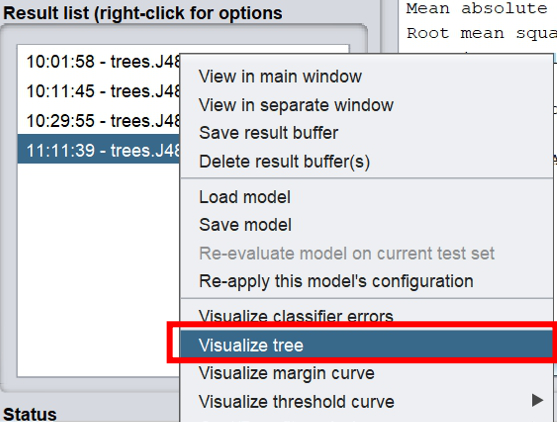 Result list (right-click for options
10:01:58 - trees.J48
10:11:45 - trees.J48
10:29:55 - trees.J48
11:11:39 - trees.J48
View in main window
View in separate window
Save result buffer
Delete result buffer(s)
Load model
Save model
Re-evaluate model on current test set
Re-apply this model's configuration
Visualize classifier errors
Visualize tree
Visualize margin curve
Visualize threshold curve
Status
Mean absolute
Root mean squa